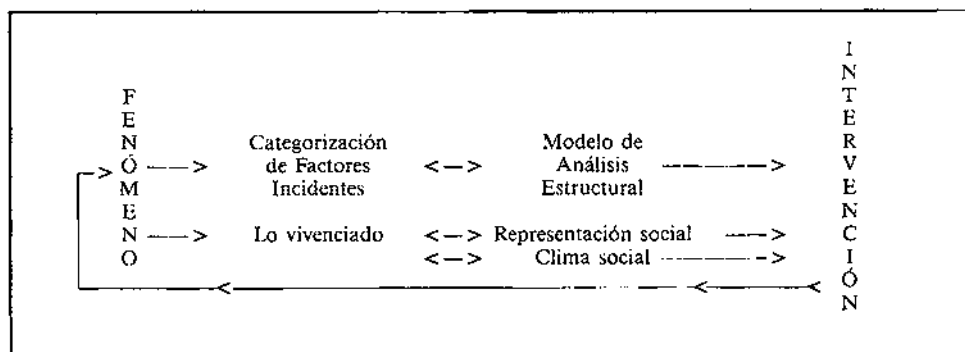 FENÓMENO
Categorización
de Factores
Incidentes
Modelo de
Análisis
Estructural
Lo vivenciado
Representación social
Clima social
INTERVENCIÓN